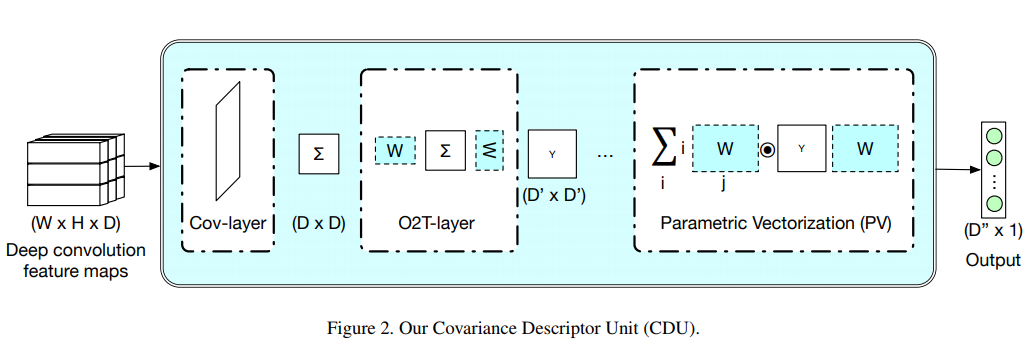 (W x H x D)
Deep convolution
feature maps
Cov-layer
Σ
(D x D)
W Σ W
O2T-layer
Y
(D' x D')
...
∑ i W ⊙ Y W
i j
Parametric Vectorization (PV)
(D” x 1)
Output
Figure 2. Our Covariance Descriptor Unit (CDU).